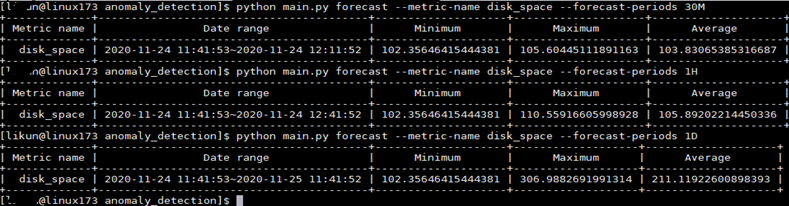 [likun@linux173 anomaly_detection]$ python main.py forecast --metric-name disk_space --forecast-periods 30M
+-------------+-----------------------------------------+--------------------+--------------------+--------------------+
| Metric name | Date range | Minimum | Maximum | Average |
+-------------+-----------------------------------------+--------------------+--------------------+--------------------+
| disk_space | 2020-11-24 11:41:53~2020-11-24 12:11:52 | 102.35646415444381 | 105.60445111891163 | 103.83065385316687 |
+-------------+-----------------------------------------+--------------------+--------------------+--------------------+
@linux173 anomaly_detection]$ python main.py forecast --metric-name disk_space --forecast-periods 1H
+-------------+-----------------------------------------+--------------------+--------------------+--------------------+
| Metric name | Date range | Minimum | Maximum | Average |
+-------------+-----------------------------------------+--------------------+--------------------+--------------------+
| disk_space | 2020-11-24 11:41:53~2020-11-24 12:41:52 | 102.35646415444381 | 110.55916605998928 | 105.89202214450336 |
+-------------+-----------------------------------------+--------------------+--------------------+--------------------+
[likun@linux173 anomaly_detection]$ python main.py forecast --metric-name disk_space --forecast-periods 1D
+-------------+-----------------------------------------+--------------------+-------------------+--------------------+
| Metric name | Date range | Minimum | Maximum | Average |
+-------------+-----------------------------------------+--------------------+-------------------+--------------------+
| disk_space | 2020-11-24 11:41:53~2020-11-25 11:41:52 | 102.35646415444381 | 306.9882691991314 | 211.11922600898393 |
+-------------+-----------------------------------------+--------------------+-------------------+--------------------+
@linux173 anomaly_detection]$